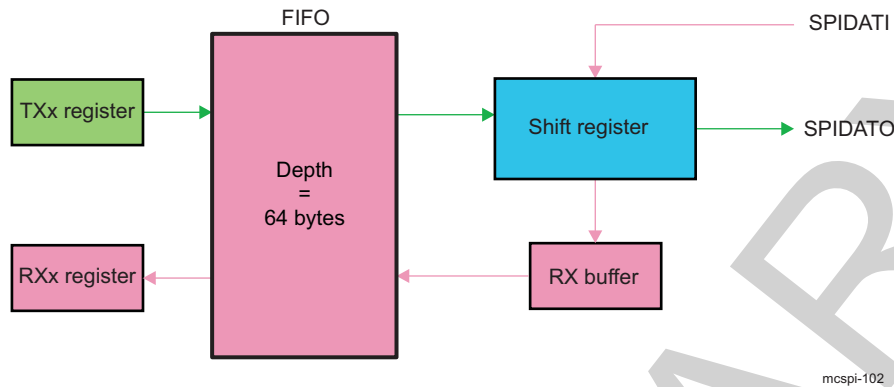 FIFO
SPIDATI
TXx register
Shift register
SPIDATO
Depth
=
64 bytes
RXx register
RX buffer
mcspi-102